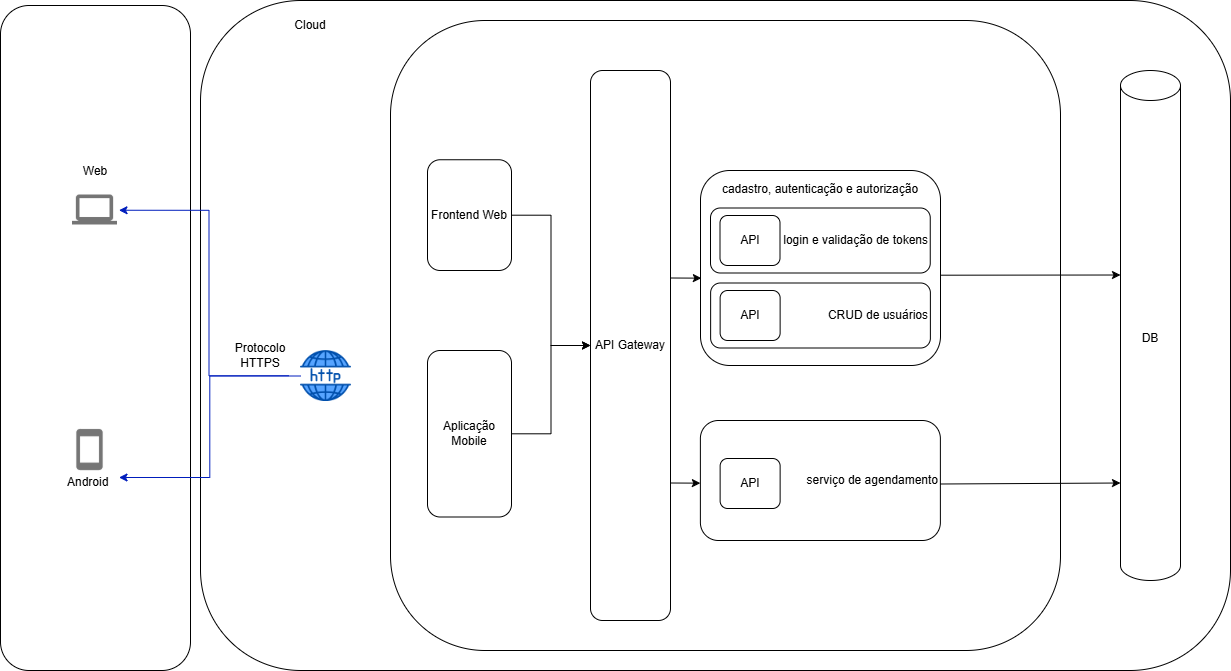 Cloud
Web
Android
Protocolo
HTTPS
http
Frontend Web
Aplicação
Mobile
API Gateway
cadastro, autenticação e autorização
API
login e validação de tokens
API
CRUD de usuários
API
serviço de agendamento
DB